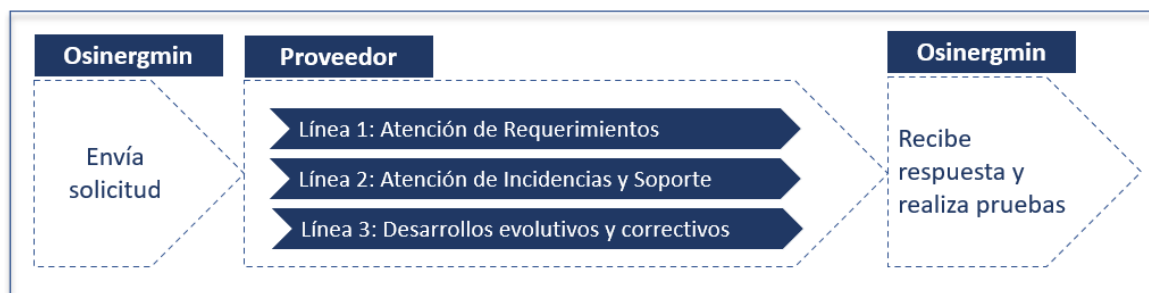 Osinergmin
Envía
solicitud
Proveedor
Línea 1: Atención de Requerimientos
Línea 2: Atención de Incidencias y Soporte
Línea 3: Desarrollos evolutivos y correctivos
Osinergmin
Recibe
respuesta y
realiza pruebas